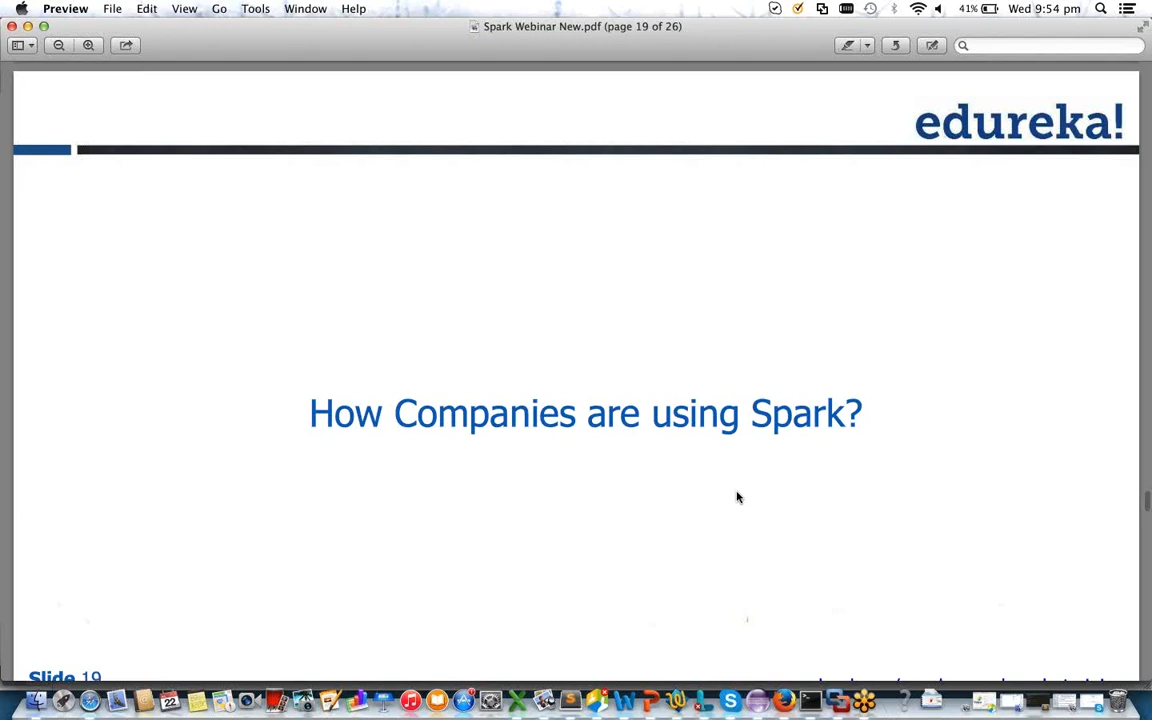 Preview File Edit View Go Tools Window Help 41% Wed 9:54 pm
Spark Webinar New.pdf (page 19 of 26)
edureka!
How Companies are using Spark?
Slide 19
22